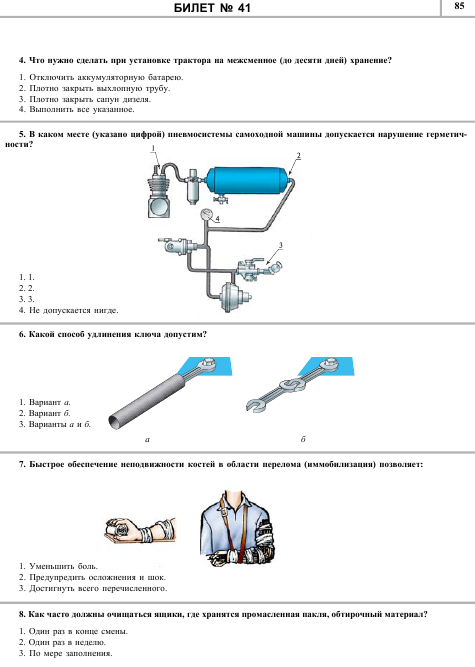 БИЛЕТ № 41
85
4. Что нужно сделать при установке трактора на межсменное (до десяти дней) хранение?
1. Отключить аккумуляторную батарею.
2. Плотно закрыть выхлопную трубу.
3. Плотно закрыть сапун дизеля.
4. Выполнить все указанное.
5. В каком месте (указано цифрой) пневмосистемы самоходной машины допускается нарушение герметич-
ности?
1
2
4
3
1. 1.
2. 2.
3. 3.
4. Не допускается нигде.
6. Какой способ удлинения ключа допустим?
1. Вариант а.
2. Вариант б.
3. Варианты а и б.
а
б
7. Быстрое обеспечение неподвижности костей в области перелома (иммобилизация) позволяет:
1. Уменьшить боль.
2. Предупредить осложнения и шок.
3. Достигнуть всего перечисленного.
8. Как часто должны очищаться ящики, где хранятся промасленная пакля, обтирочный материал?
1. Один раз в конце смены.
2. Один раз в неделю.
3. По мере заполнения.